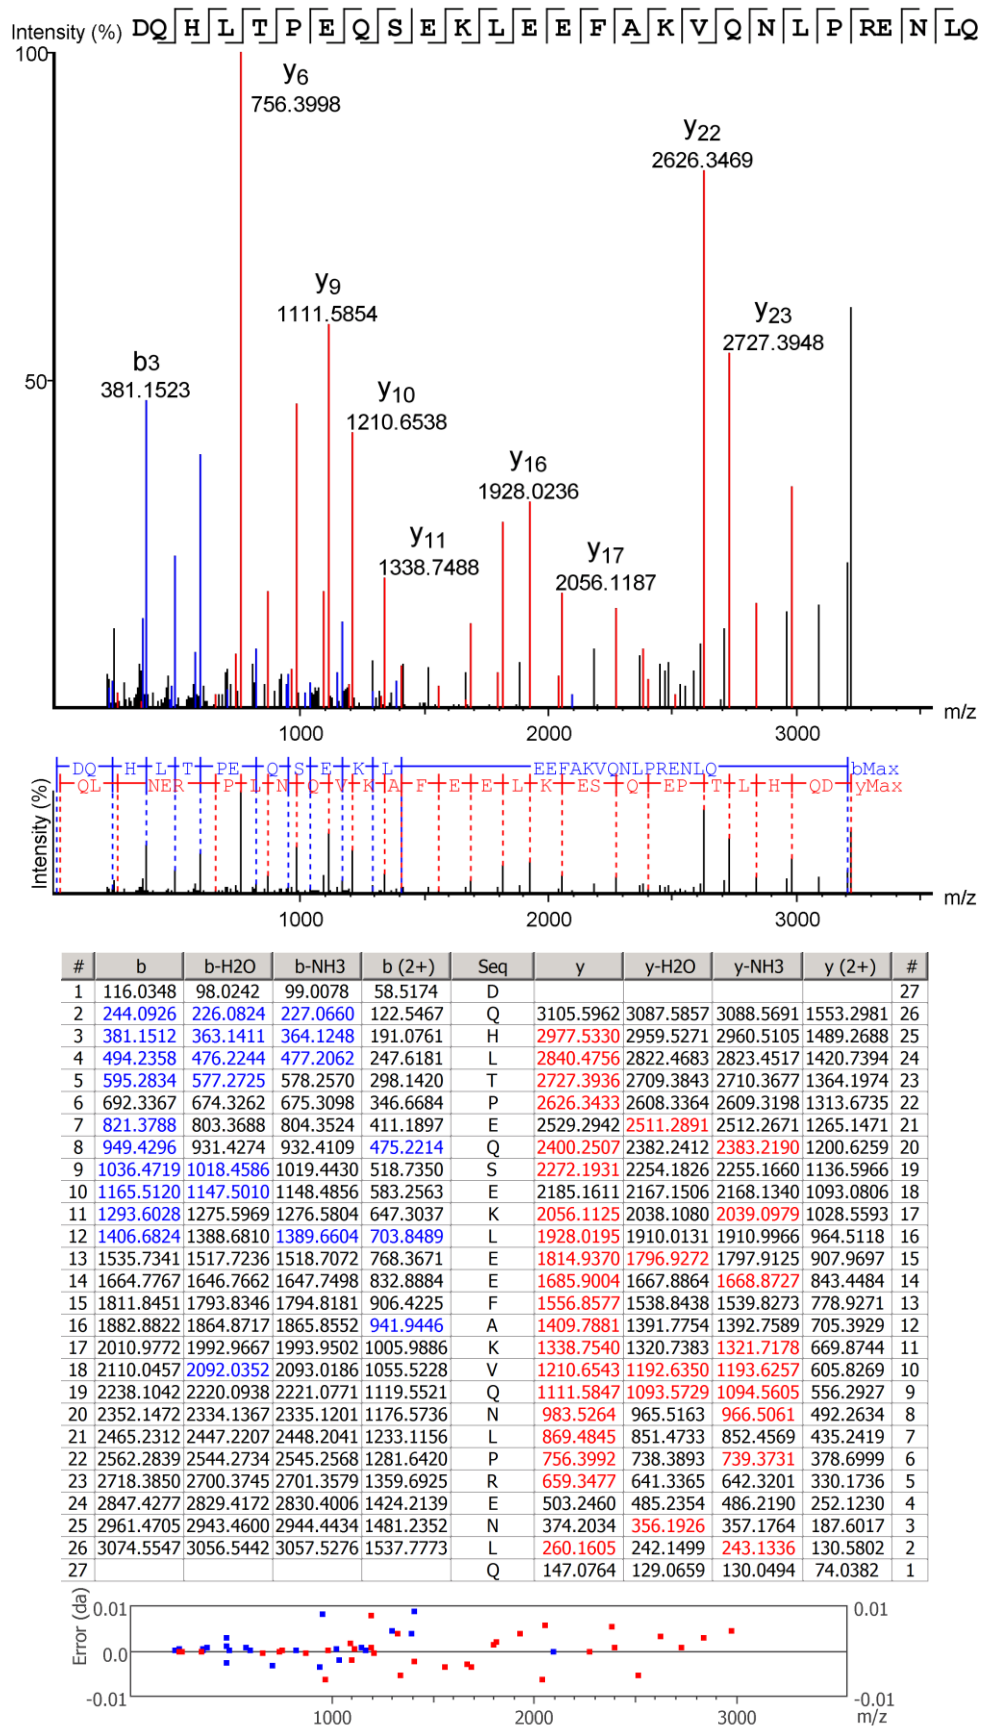 Intensity (%) DQHLTPEQSEKLEEFAKVQNLPRENLQ
100
y6
756.3998
y22
2626.3469
y9
1111.5854
y23
2727.3948
b3
381.1523
50
y10
1210.6538
y16
1928.0236
y11
1338.7488
y17
2056.1187
1000 2000 3000 m/z
DQ H L T PE Q S E K L EEFAKVQNLPRENLQ bMax
QL NER P L N Q V K A F E E L K ES Q EP T L H QD yMax
Intensity (%)
1000 2000 3000 m/z
# b b-H2O b-NH3 b (2+) Seq y y-H2O y-NH3 y (2+) #
1 116.0348 98.0242 99.0078 58.5174 D 27
2 244.0926 226.0824 227.0660 122.5467 Q 3105.5962 3087.5857 3088.5691 1553.2981 26
3 381.1512 363.1411 364.1248 191.0761 H 2977.5330 2959.5271 2960.5105 1489.2688 25
4 494.2358 476.2244 477.2062 247.6181 L 2840.4756 2822.4683 2823.4517 1420.7394 24
5 595.2834 577.2725 578.2570 298.1420 T 2727.3936 2709.3843 2710.3677 1364.1974 23
6 692.3367 674.3262 675.3098 346.6684 P 2626.3433 2608.3364 2609.3198 1313.6735 22
7 821.3788 803.3688 804.3524 411.1897 E 2529.2942 2511.2891 2512.2671 1265.1471 21
8 949.4296 931.4274 932.4109 475.2214 Q 2400.2507 2382.2412 2383.2190 1200.6259 20
9 1036.4719 1018.4586 1019.4430 518.7350 S 2272.1931 2254.1826 2255.1660 1136.5966 19
10 1165.5120 1147.5010 1148.4856 583.2563 E 2185.1611 2167.1506 2168.1340 1093.0806 18
11 1293.6028 1275.5969 1276.5804 647.3037 K 2056.1125 2038.1080 2039.0979 1028.5593 17
12 1406.6824 1388.6810 1389.6604 703.8489 L 1928.0195 1910.0131 1910.9966 964.5118 16
13 1535.7341 1517.7236 1518.7072 768.3671 E 1814.9370 1796.9272 1797.9125 907.9697 15
14 1664.7767 1646.7662 1647.7498 832.8884 E 1685.9004 1667.8864 1668.8727 843.4484 14
15 1811.8451 1793.8346 1794.8181 906.4225 F 1556.8577 1538.8438 1539.8273 778.9271 13
16 1882.8822 1864.8717 1865.8552 941.9446 A 1409.7881 1391.7754 1392.7589 705.3929 12
17 2010.9772 1992.9667 1993.9502 1005.9886 K 1338.7540 1320.7383 1321.7178 669.8744 11
18 2110.0457 2092.0352 2093.0186 1055.5228 V 1210.6543 1192.6350 1193.6257 605.8269 10
19 2238.1042 2220.0938 2221.0771 1119.5521 Q 1111.5847 1093.5729 1094.5605 556.2927 9
20 2352.1472 2334.1367 2335.1201 1176.5736 N 983.5264 965.5163 966.5061 492.2634 8
21 2465.2312 2447.2207 2448.2041 1233.1156 L 869.4845 851.4733 852.4569 435.2419 7
22 2562.2839 2544.2734 2545.2568 1281.6420 P 756.3992 738.3893 739.3731 378.6999 6
23 2718.3850 2700.3745 2701.3579 1359.6925 R 659.3477 641.3365 642.3201 330.1736 5
24 2847.4277 2829.4172 2830.4006 1424.2139 E 503.2460 485.2354 486.2190 252.1230 4
25 2961.4705 2943.4600 2944.4434 1481.2352 N 374.2034 356.1926 357.1764 187.6017 3
26 3074.5547 3056.5442 3057.5276 1537.7773 L 260.1605 242.1499 243.1336 130.5802 2
27 Q 147.0764 129.0659 130.0494 74.0382 1
Error (da)
0.01 0.01
0.0
-0.01 -0.01
1000 2000 3000 m/z